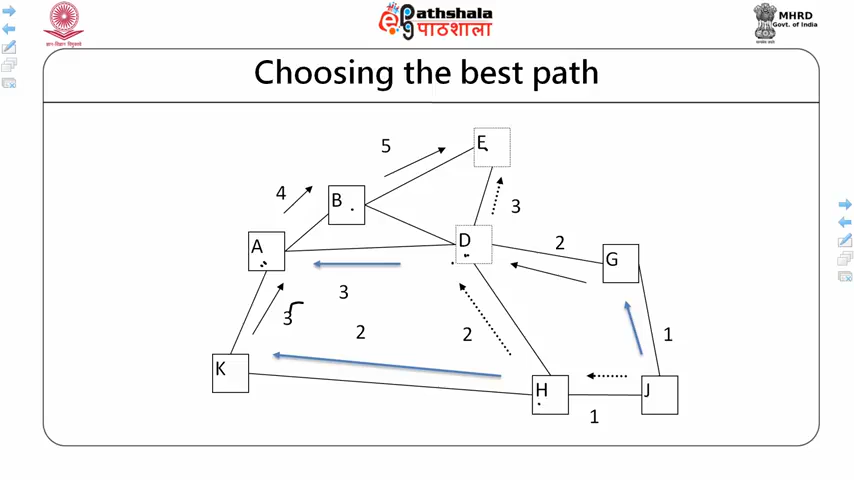 ePathshala
पाठशाला
MHRD
Govt. of India
Choosing the best path
5
E
4
B
3
A
D
2
G
3
3
2
2
1
K
H
J
1